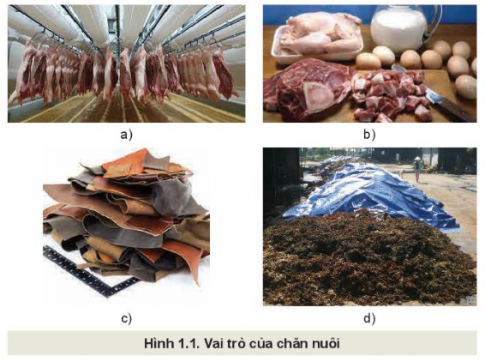 a)
b)
c)
d)
Hình 1.1. Vai trò của chăn nuôi